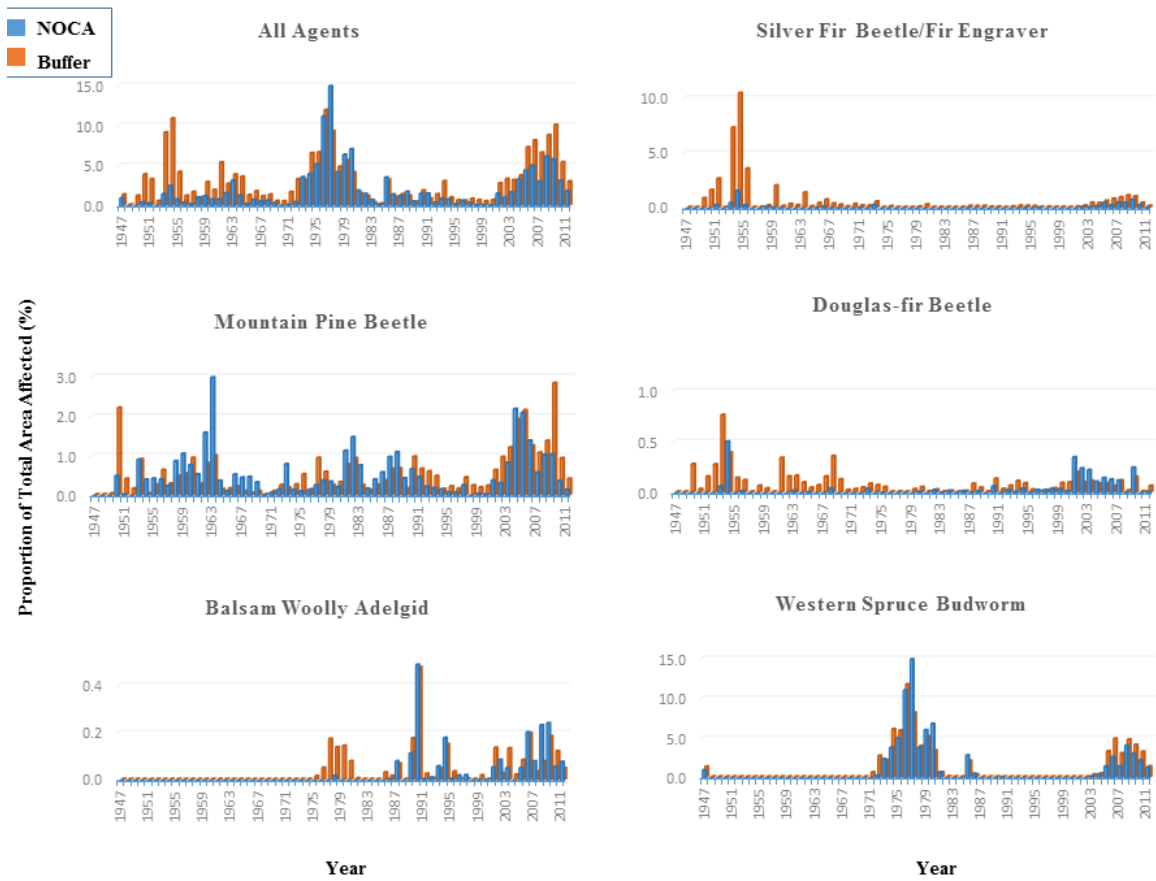 NOCA
Buffer
All Agents
15.0
10.0
5.0
0.0
1947 1951 1955 1959 1963 1967 1971 1975 1979 1983 1987 1991 1995 1999 2003 2007 2011
Silver Fir Beetle/Fir Engraver
10.0
5.0
0.0
1947 1951 1955 1959 1963 1967 1971 1975 1979 1983 1987 1991 1995 1999 2003 2007 2011
Proportion of Total Area Affected (%)
Mountain Pine Beetle
3.0
2.0
1.0
0.0
1947 1951 1955 1959 1963 1967 1971 1975 1979 1983 1987 1991 1995 1999 2003 2007 2011
Douglas-fir Beetle
1.0
0.5
0.0
1947 1951 1955 1959 1963 1967 1971 1975 1979 1983 1987 1991 1995 1999 2003 2007 2011
Balsam Woolly Adelgid
0.4
0.2
0.0
1947 1951 1955 1959 1963 1967 1971 1975 1979 1983 1987 1991 1995 1999 2003 2007 2011
Western Spruce Budworm
15.0
10.0
5.0
0.0
1947 1951 1955 1959 1963 1967 1971 1975 1979 1983 1987 1991 1995 1999 2003 2007 2011
Year
Year